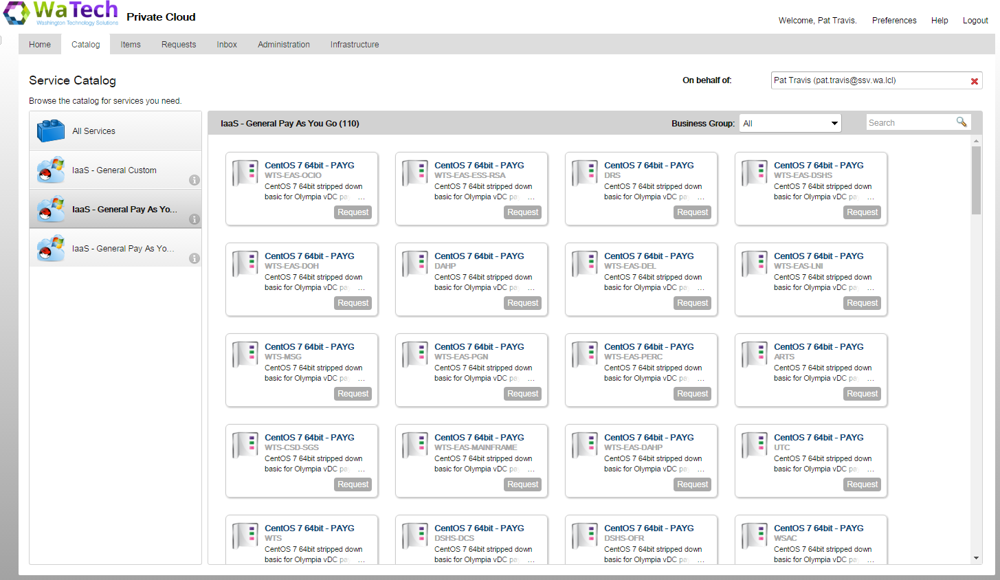 WaTech
Washington Technology Solutions
Private Cloud
Welcome, Pat Travis.
Preferences
Help
Logout
Home
Catalog
Items
Requests
Inbox
Administration
Infrastructure
Service Catalog
On behalf of:
Pat Travis (pat.travis@ssv.wa.lcl)
Browse the catalog for services you need.
All Services
IaaS - General Custom
IaaS - General Pay As Yo...
IaaS - General Pay As Yo...
IaaS - General Pay As You Go (110)
Business Group:
All
Search
CentOS 7 64bit - PAYG
WTS-EAS-OCIO
CentOS 7 64bit stripped down
basic for Olympia vDC pa ...
Request
CentOS 7 64bit - PAYG
WTS-EAS-ESS-RSA
CentOS 7 64bit stripped down
basic for Olympia vDC pa ...
Request
CentOS 7 64bit - PAYG
DRS
CentOS 7 64bit stripped down
basic for Olympia vDC pa ...
Request
CentOS 7 64bit - PAYG
WTS-EAS-DSHS
CentOS 7 64bit stripped down
basic for Olympia vDC pa ...
Request
CentOS 7 64bit - PAYG
WTS-EAS-DOH
CentOS 7 64bit stripped down
basic for Olympia vDC pa ...
Request
CentOS 7 64bit - PAYG
DAHP
CentOS 7 64bit stripped down
basic for Olympia vDC pa ...
Request
CentOS 7 64bit - PAYG
WTS-EAS-DEL
CentOS 7 64bit stripped down
basic for Olympia vDC pa ...
Request
CentOS 7 64bit - PAYG
WTS-EAS-LNI
CentOS 7 64bit stripped down
basic for Olympia vDC pa ...
Request
CentOS 7 64bit - PAYG
WTS-MSG
CentOS 7 64bit stripped down
basic for Olympia vDC pa ...
Request
CentOS 7 64bit - PAYG
WTS-EAS-PGN
CentOS 7 64bit stripped down
basic for Olympia vDC pa ...
Request
CentOS 7 64bit - PAYG
WTS-EAS-PERC
CentOS 7 64bit stripped down
basic for Olympia vDC pa ...
Request
CentOS 7 64bit - PAYG
ARTS
CentOS 7 64bit stripped down
basic for Olympia vDC pa ...
Request
CentOS 7 64bit - PAYG
WTS-CSD-SGS
CentOS 7 64bit stripped down
basic for Olympia vDC pa ...
Request
CentOS 7 64bit - PAYG
WTS-EAS-MAINFRAME
CentOS 7 64bit stripped down
basic for Olympia vDC pa ...
Request
CentOS 7 64bit - PAYG
WTS-EAS-DAHP
CentOS 7 64bit stripped down
basic for Olympia vDC pa ...
Request
CentOS 7 64bit - PAYG
UTC
CentOS 7 64bit stripped down
basic for Olympia vDC pa ...
Request
CentOS 7 64bit - PAYG
WTS
CentOS 7 64bit stripped down
basic for Olympia vDC pa ...
CentOS 7 64bit - PAYG
DSHS-DCS
CentOS 7 64bit stripped down
basic for Olympia vDC pa ...
CentOS 7 64bit - PAYG
DSHS-OFR
CentOS 7 64bit stripped down
basic for Olympia vDC pa ...
CentOS 7 64bit - PAYG
WSAC
CentOS 7 64bit stripped down
basic for Olympia vDC pa ...